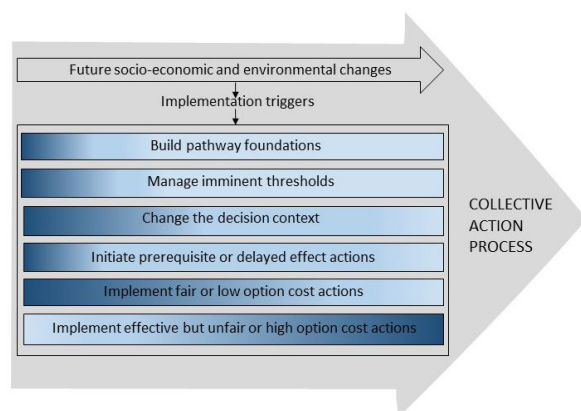 Future socio-economic and environmental changes
Implementation triggers
Build pathway foundations
Manage imminent thresholds
Change the decision context
Initiate prerequisite or delayed effect actions
Implement fair or low option cost actions
Implement effective but unfair or high option cost actions
COLLECTIVE
ACTION
PROCESS